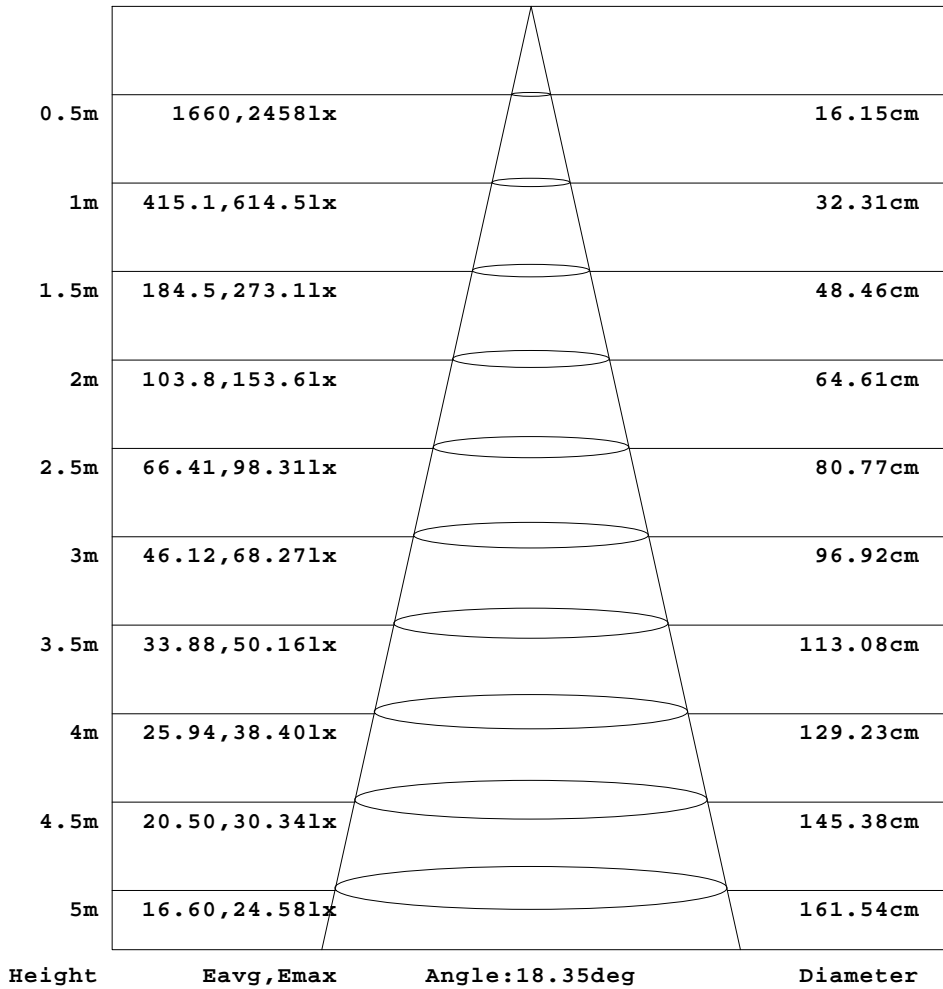 0.5m 1660,2458lx 16.15cm
1m 415.1,614.5lx 32.31cm
1.5m 184.5,273.1lx 48.46cm
2m 103.8,153.6lx 64.61cm
2.5m 66.41,98.31lx 80.77cm
3m 46.12,68.27lx 96.92cm
3.5m 33.88,50.16lx 113.08cm
4m 25.94,38.40lx 129.23cm
4.5m 20.50,30.34lx 145.38cm
5m 16.60,24.58lx 161.54cm
Height Eavg,Emax Angle:18.35deg Diameter